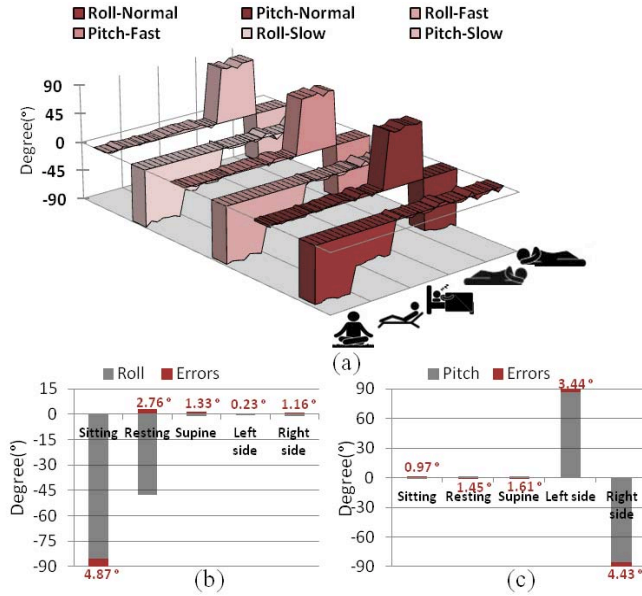 Roll-Normal Pitch-Normal Roll-Fast
Pitch-Fast Roll-Slow Pitch-Slow
Degree(°)
90
45
0
-45
-90
(a)
Roll Errors
Degree(°)
15
0
-15
-30
-45
-60
-75
-90
2.76° 1.33° 0.23° 1.16°
Sitting Resting Supine Left side Right side
4.87°
(b)
Pitch Errors
Degree(°)
90
60
30
0
-30
-60
-90
3.44°
0.97°
Sitting Resting Supine Left side Right side
1.45° 1.61°
4.43°
(c)